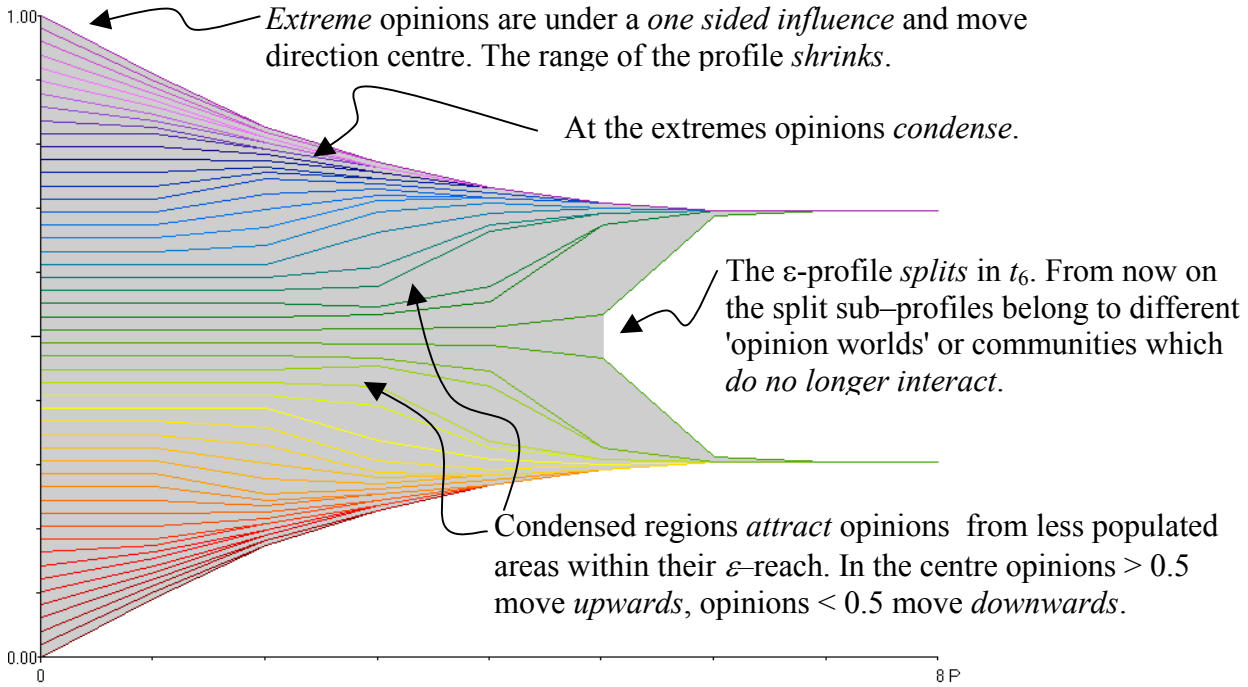 1.00
Extreme opinions are under a one sided influence and move
direction centre. The range of the profile shrinks.
At the extremes opinions condense.
The ε-profile splits in t6. From now on
the split sub–profiles belong to different
'opinion worlds' or communities which
do no longer interact.
Condensed regions attract opinions from less populated
areas within their ε–reach. In the centre opinions > 0.5
move upwards, opinions < 0.5 move downwards.
0.00
0
8 P